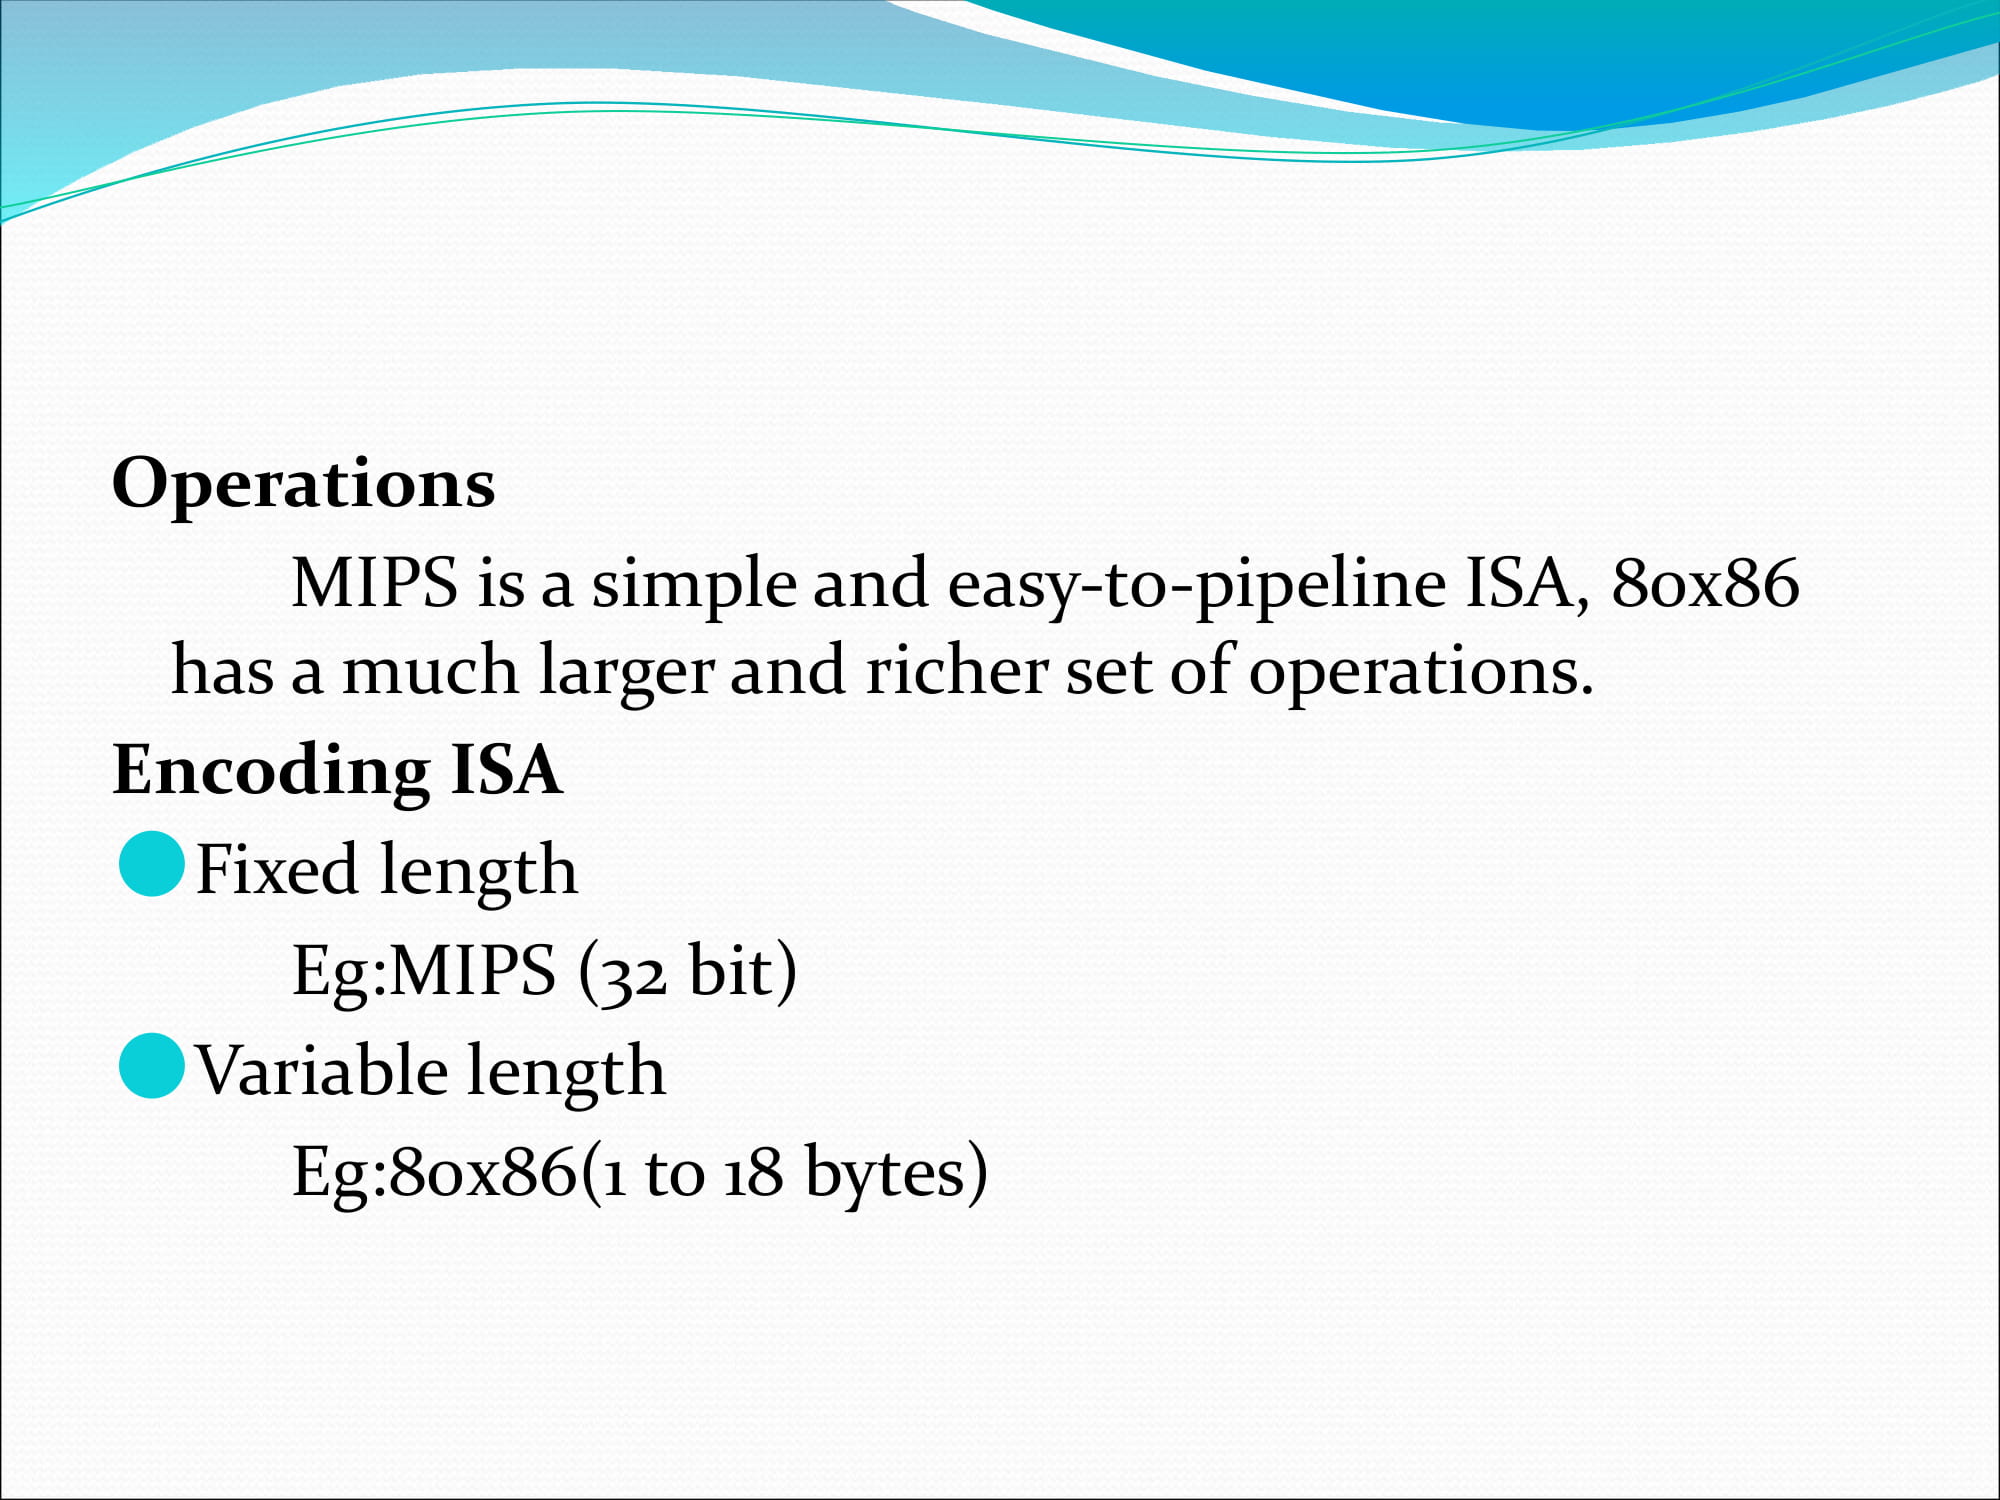 Operations
MIPS is a simple and easy-to-pipeline ISA, 80x86
has a much larger and richer set of operations.
Encoding ISA
Fixed length
Eg:MIPS (32 bit)
Variable length
Eg:80x86(1 to 18 bytes)